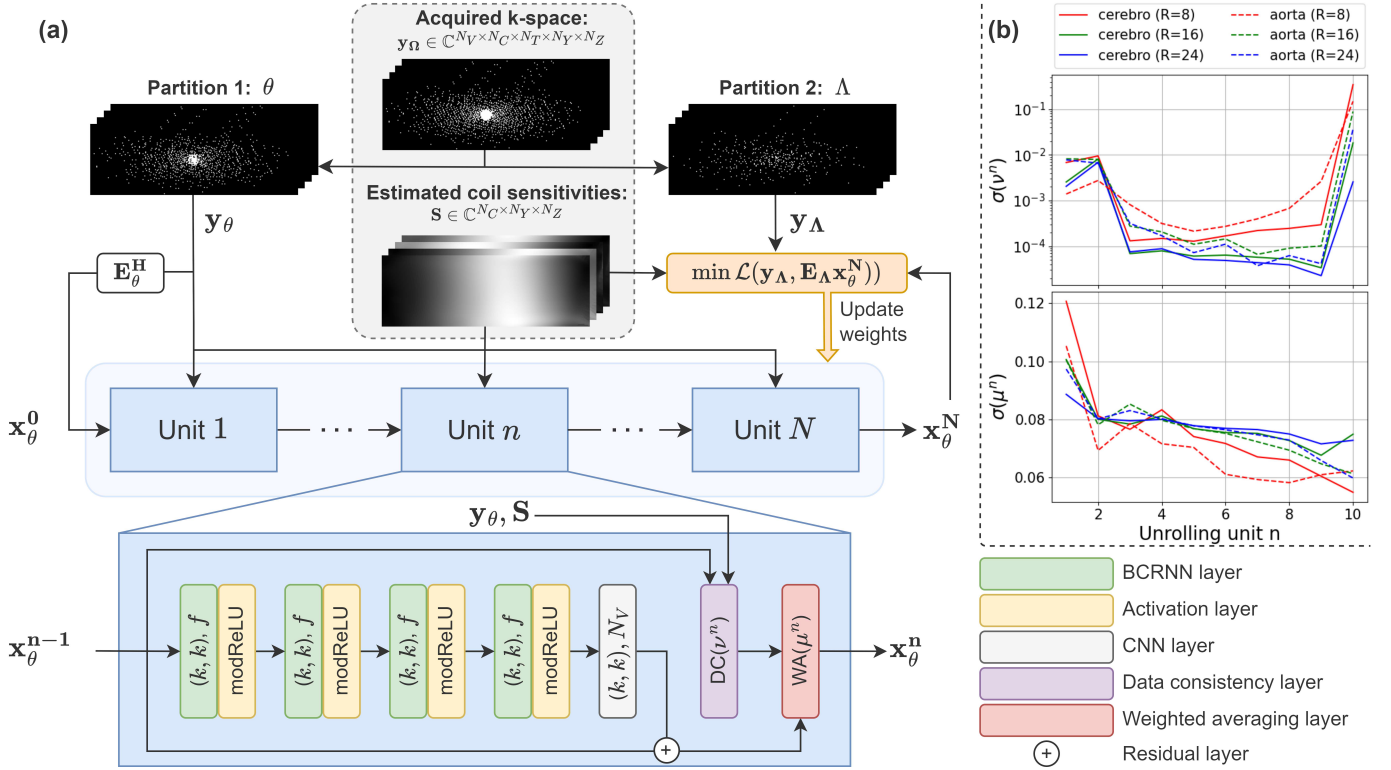 (a)
Acquired k-space:
𝐲_𝛀 ∈ ℂ^{N_V×N_C×N_T×N_Y×N_Z}
Partition 1: θ
Partition 2: Λ
Estimated coil sensitivities:
𝐒 ∈ ℂ^{N_C×N_Y×N_Z}
𝐲_θ
𝐲_𝚲
𝐄_θ^𝐇
min ℒ(𝐲_𝚲, 𝐄_𝚲𝐱_θ^𝐍))
Update
weights
𝐱_θ^𝟎
Unit 1
···
Unit n
···
Unit N
𝐱_θ^𝐍
𝐲_θ, 𝐒
𝐱_θ^{𝐧−𝟏}
(k, k), f
modReLU
(k, k), f
modReLU
(k, k), f
modReLU
(k, k), f
modReLU
(k, k), N_V
DC(ν^n)
WA(μ^n)
𝐱_θ^𝐧
+
(b)
cerebro (R=8)
aorta (R=8)
cerebro (R=16)
aorta (R=16)
cerebro (R=24)
aorta (R=24)
σ(ν^n)
10^{−1}
10^{−2}
10^{−3}
10^{−4}
σ(μ^n)
0.12
0.10
0.08
0.06
2 4 6 8 10
Unrolling unit n
BCRNN layer
Activation layer
CNN layer
Data consistency layer
Weighted averaging layer
+ Residual layer